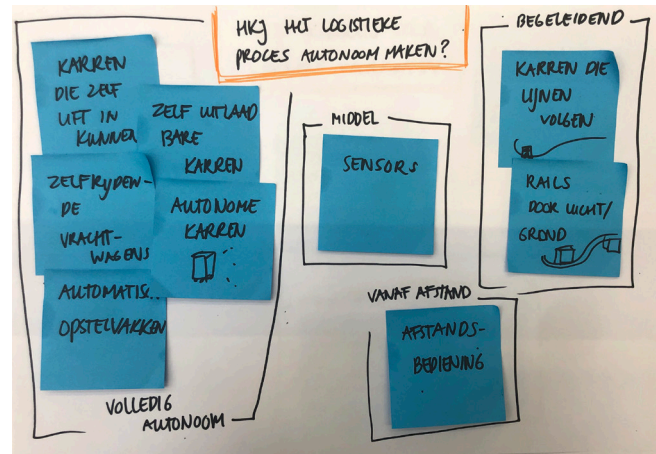 HKJ HET LOGISTIEKE
PROCES AUTONOOM MAKEN?
KARREN
DIE ZELF
LIFT IN
KUNNEN
ZELF UITLAAD
BARE
KARREN
ZELFRIJDEN-
DE
VRACHT-
WAGENS
AUTONOME
KARREN
AUTOMATIS..
OPSTELVAKKEN
VOLLEDIG
AUTONOOM
MIDDEL
SENSORS
VANAF AFSTAND
AFSTANDS-
BEDIENING
BEGELEIDEND
KARREN DIE
LIJNEN
VOLGEN
RAILS
DOOR LUCHT/
GROND